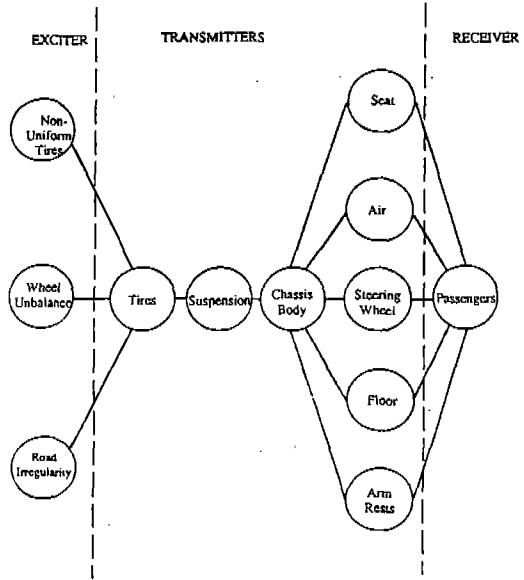 EXCITER
TRANSMITTERS
RECEIVER
Non-
Uniform
Tires
Wheel
Unbalance
Road
Irregularity
Tires
Suspension
Chassis
Body
Seat
Air
Steering
Wheel
Floor
Arm
Rests
Passengers